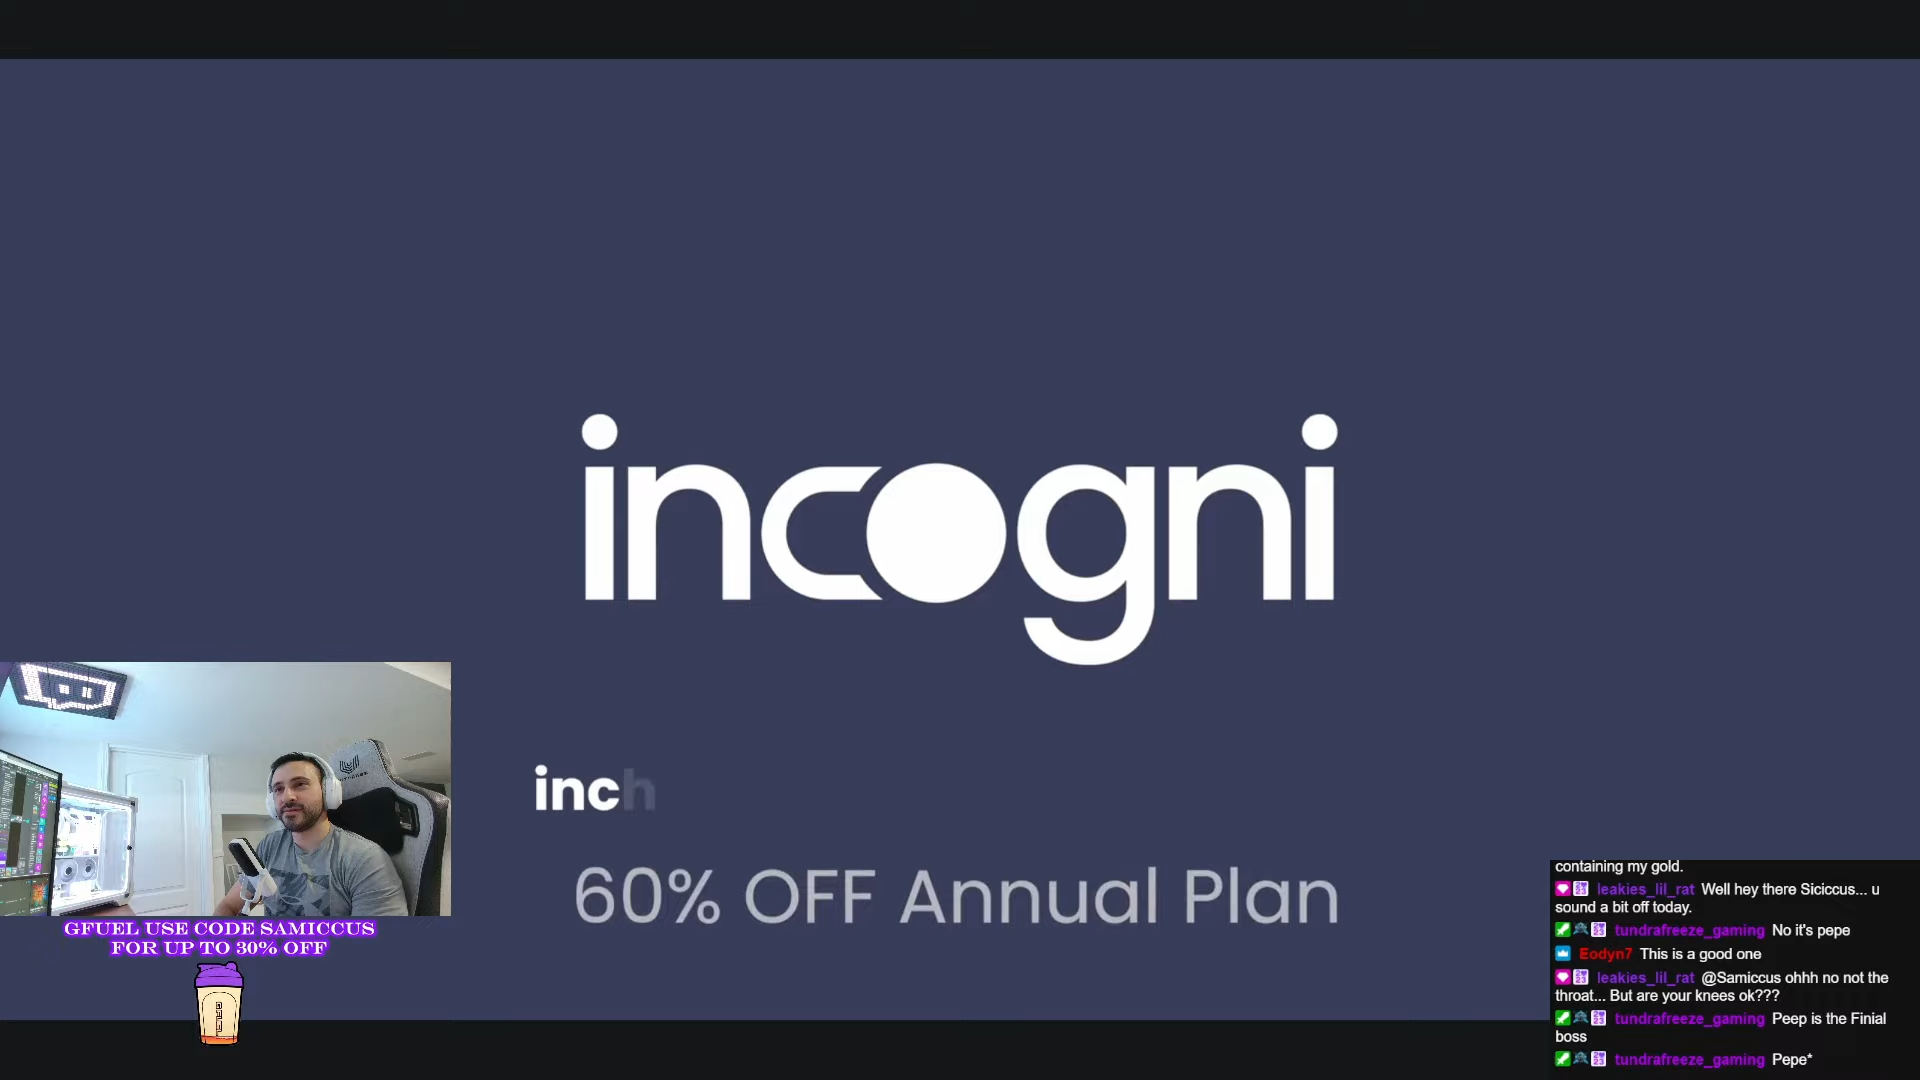 incogni
inch
60% OFF Annual Plan
GFUEL USE CODE SAMICCUS
FOR UP TO 30% OFF
containing my gold.
leakies_lil_rat Well hey there Siciccus... u
sound a bit off today.
tundrafreeze_gaming No it's pepe
Eodyn7 This is a good one
leakies_lil_rat @Samiccus ohhh no not the
throat... But are your knees ok???
tundrafreeze_gaming Peep is the Finial
boss
tundrafreeze_gaming Pepe*